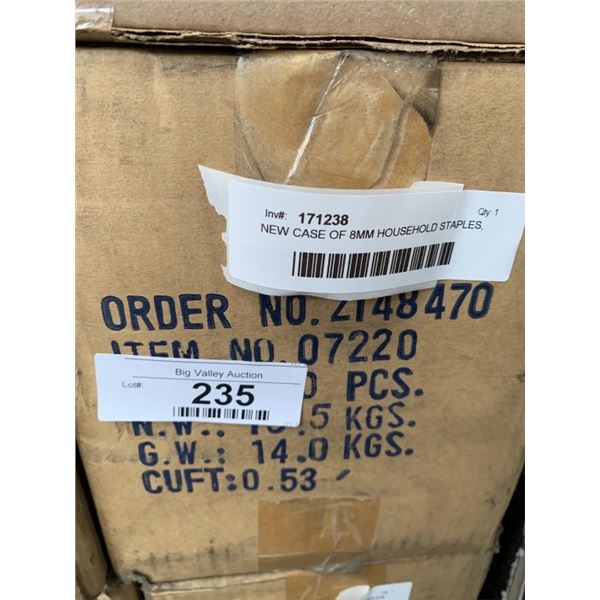 Inv#: 171238 Qty: 1
NEW CASE OF 8MM HOUSEHOLD STAPLES,
ORDER NO. 2148470
ITEM NO. 07220
Big Valley Auction
Lot#: 235
PCS.
N.W.: .5 KGS.
G.W.: 14.0 KGS.
CUFT: 0.53